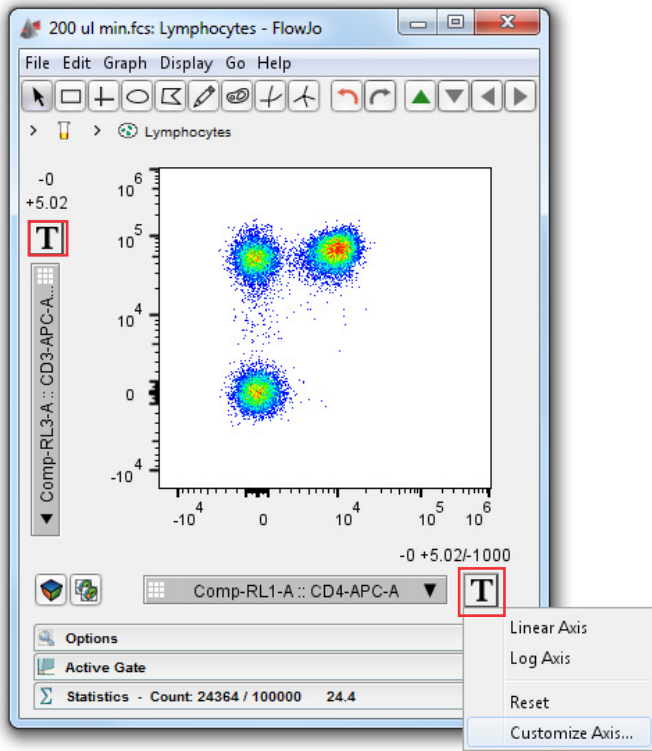 200 ul min.fcs: Lymphocytes - FlowJo
File Edit Graph Display Go Help
> > Lymphocytes
-0
+5.02
T
Comp-RL3-A :: CD3-APC-A...
10^6
10^5
10^4
0
-10^4
-10^4 0 10^4 10^5 10^6
-0 +5.02/-1000
Comp-RL1-A :: CD4-APC-A
T
Linear Axis
Log Axis
Reset
Customize Axis...
Options
Active Gate
Σ Statistics - Count: 24364 / 100000 24.4